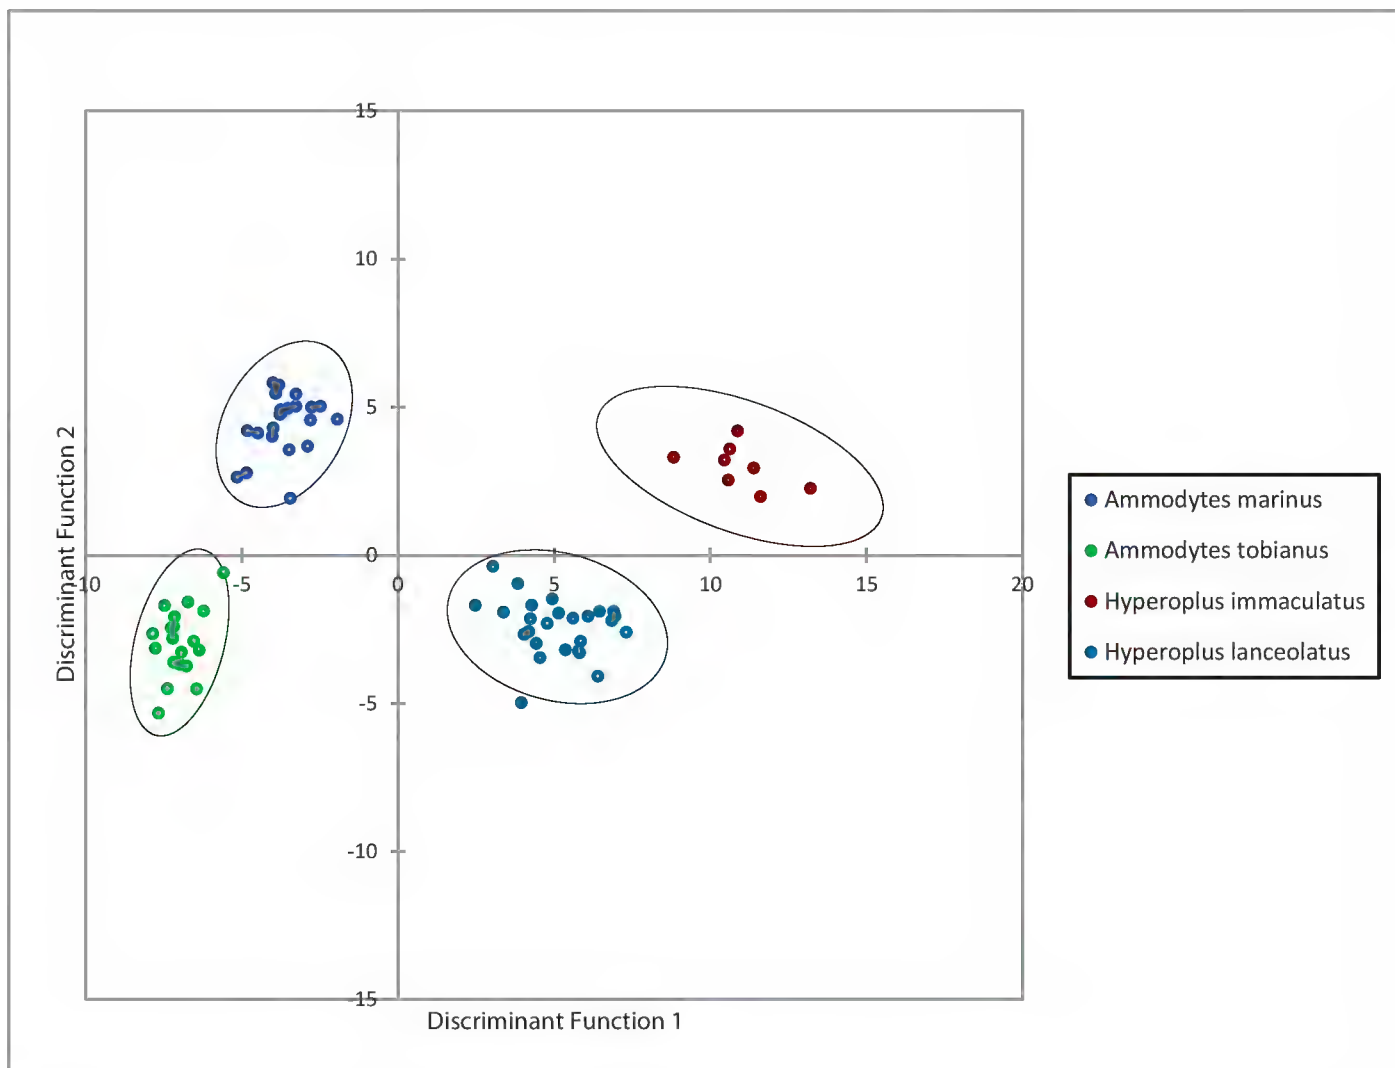 15
10
5
0
10
-5
0
5
10
15
20
-5
-10
-15
Discriminant Function 2
Discriminant Function 1
Ammodytes marinus
Ammodytes tobianus
Hyperoplus immaculatus
Hyperoplus lanceolatus